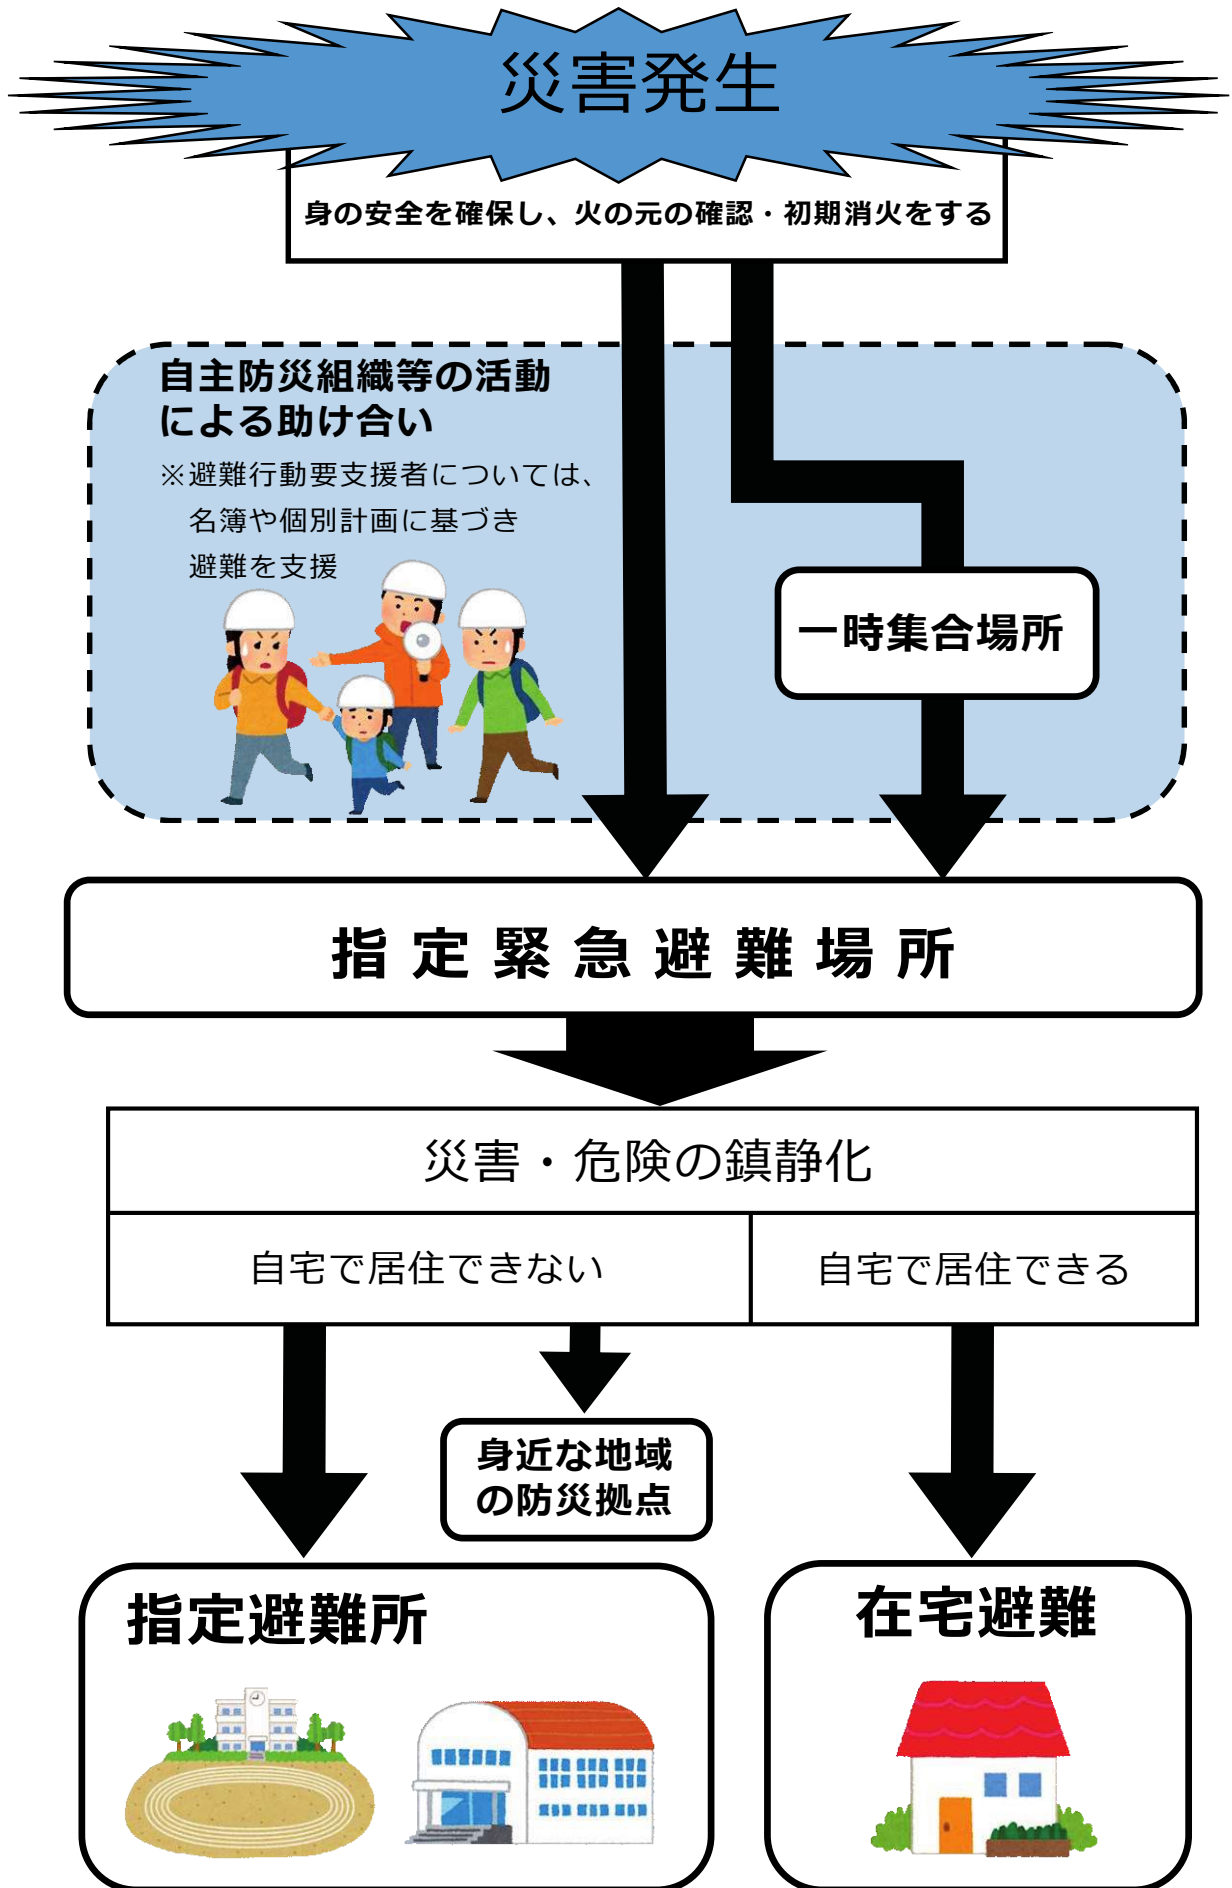 災害発生
身の安全を確保し、火の元の確認・初期消火をする
自主防災組織等の活動
による助け合い
※避難行動要支援者については、
名簿や個別計画に基づき
避難を支援
一時集合場所
指定緊急避難場所
災害・危険の鎮静化
自宅で居住できない
自宅で居住できる
身近な地域
の防災拠点
指定避難所
在宅避難